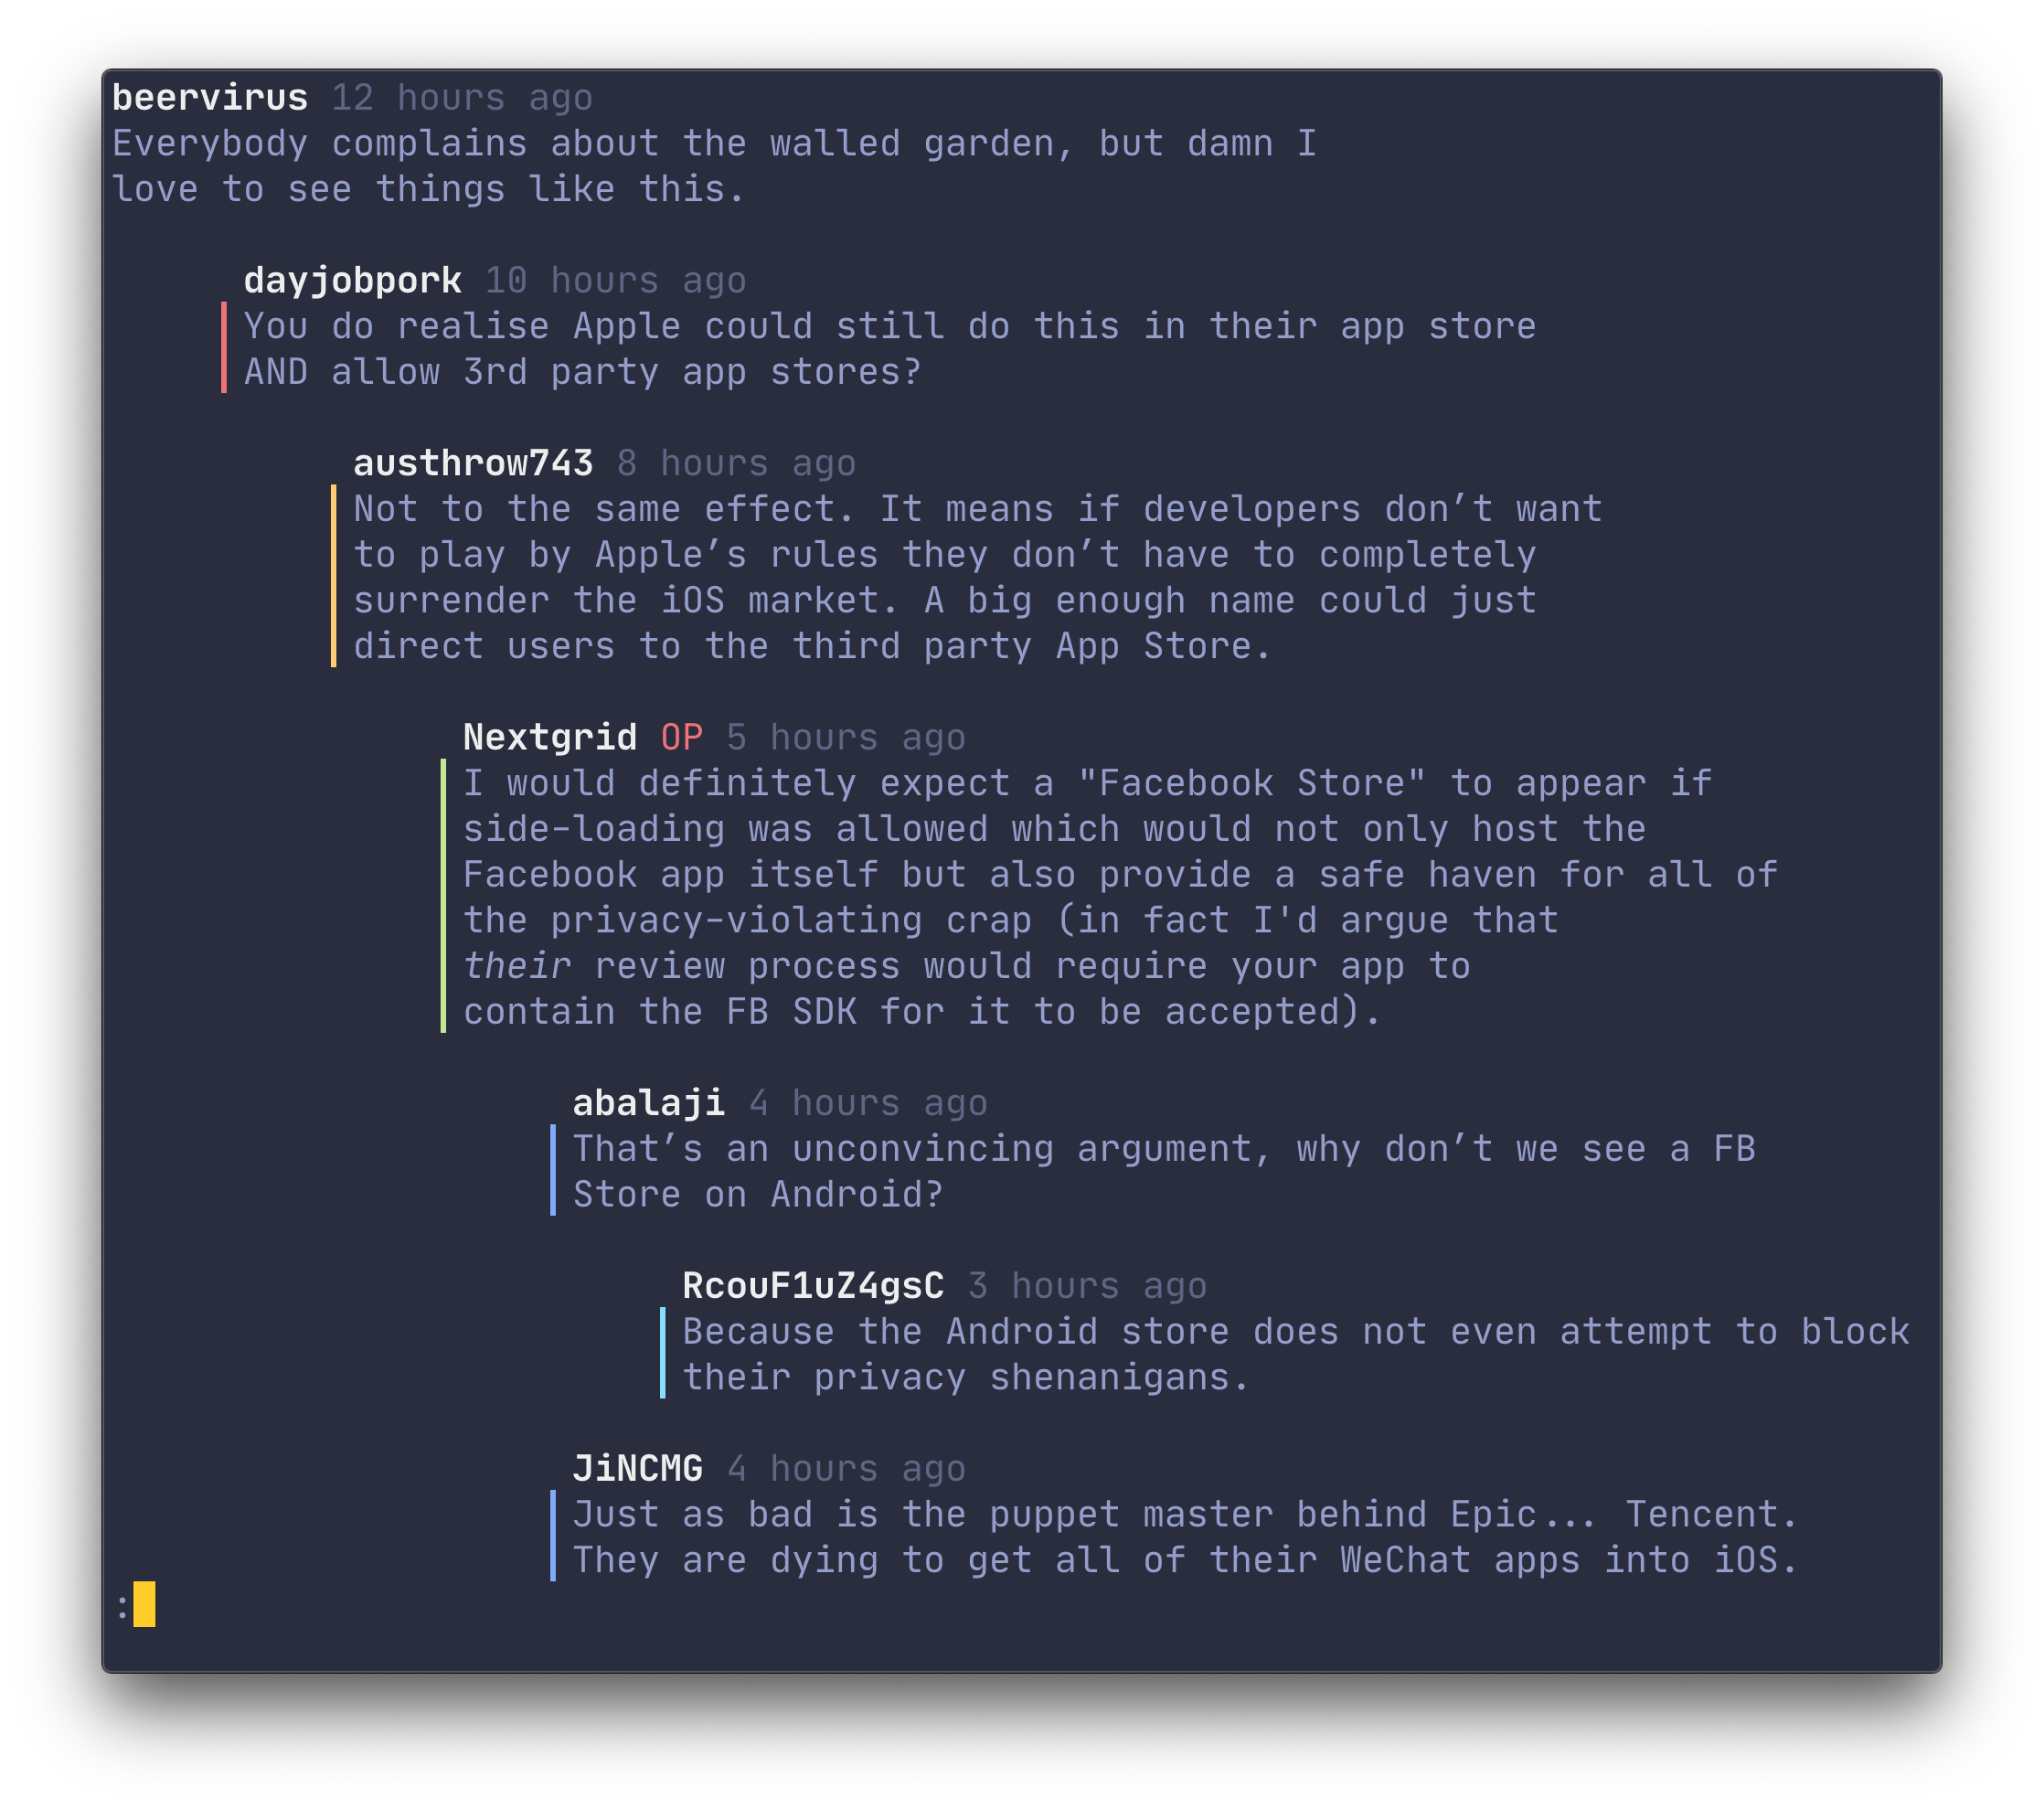 beervirus 12 hours ago
Everybody complains about the walled garden, but damn I
love to see things like this.
dayjobpork 10 hours ago
You do realise Apple could still do this in their app store
AND allow 3rd party app stores?
austhrow743 8 hours ago
Not to the same effect. It means if developers don’t want
to play by Apple’s rules they don’t have to completely
surrender the iOS market. A big enough name could just
direct users to the third party App Store.
Nextgrid OP 5 hours ago
I would definitely expect a "Facebook Store" to appear if
side-loading was allowed which would not only host the
Facebook app itself but also provide a safe haven for all of
the privacy-violating crap (in fact I'd argue that
their review process would require your app to
contain the FB SDK for it to be accepted).
abalaji 4 hours ago
That’s an unconvincing argument, why don’t we see a FB
Store on Android?
RcouF1uZ4gsC 3 hours ago
Because the Android store does not even attempt to block
their privacy shenanigans.
JiNCMG 4 hours ago
Just as bad is the puppet master behind Epic... Tencent.
They are dying to get all of their WeChat apps into iOS.
: